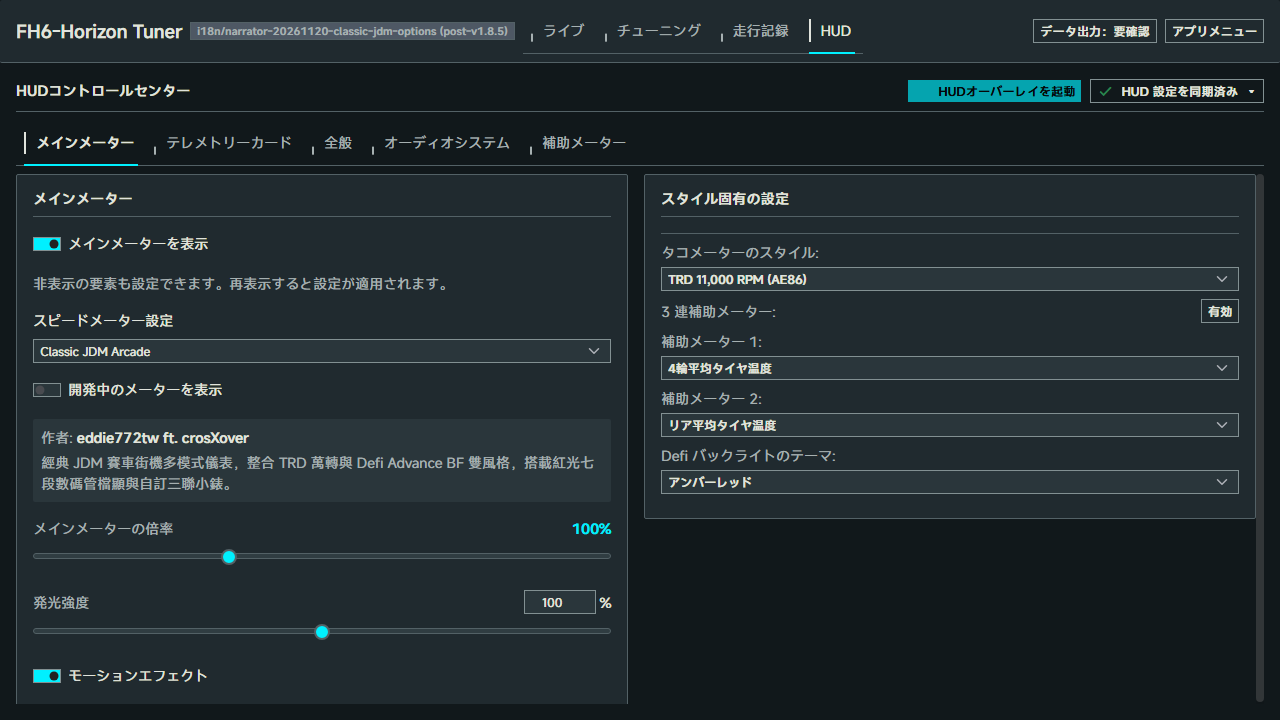 FH6-Horizon Tuner
i18n/narrator-20261120-classic-jdm-options (post-v1.8.5)
ライブ
チューニング
走行記録
HUD
データ出力: 要確認
アプリメニュー
HUDコントロールセンター
HUDオーバーレイを起動
HUD 設定を同期済み
メインメーター
テレメトリーカード
全般
オーディオシステム
補助メーター
メインメーター
メインメーターを表示
非表示の要素も設定できます。再表示すると設定が適用されます。
スピードメーター設定
Classic JDM Arcade
開発中のメーターを表示
作者: eddie772tw ft. crosXover
經典 JDM 賽車街機多模式儀表，整合 TRD 萬轉與 Defi Advance BF 雙風格，搭載紅光七
段數碼管檔顯與自訂三聯小錶。
メインメーターの倍率
100%
発光強度
100 %
モーションエフェクト
スタイル固有の設定
タコメーターのスタイル:
TRD 11,000 RPM (AE86)
3 連補助メーター:
有効
補助メーター 1:
4輪平均タイヤ温度
補助メーター 2:
リア平均タイヤ温度
Defi バックライトのテーマ:
アンバーレッド